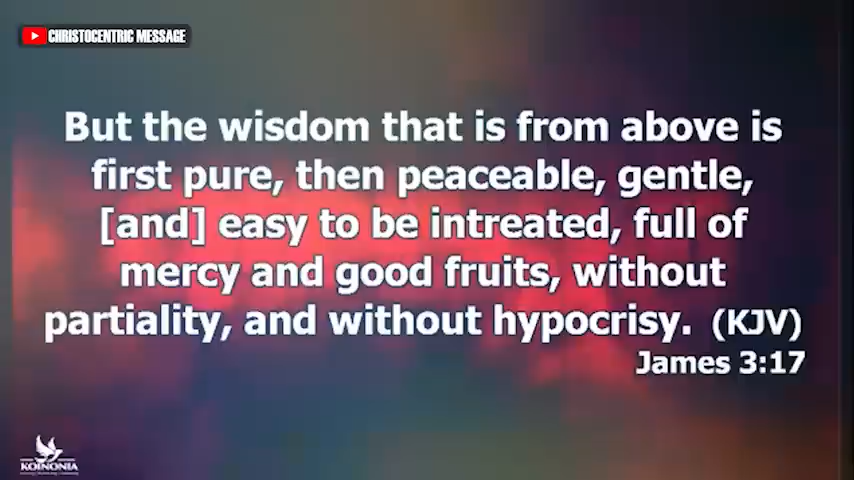 CHRISTOCENTRIC MESSAGE
But the wisdom that is from above is
first pure, then peaceable, gentle,
[and] easy to be intreated, full of
mercy and good fruits, without
partiality, and without hypocrisy. (KJV)
James 3:17
KOINONIA